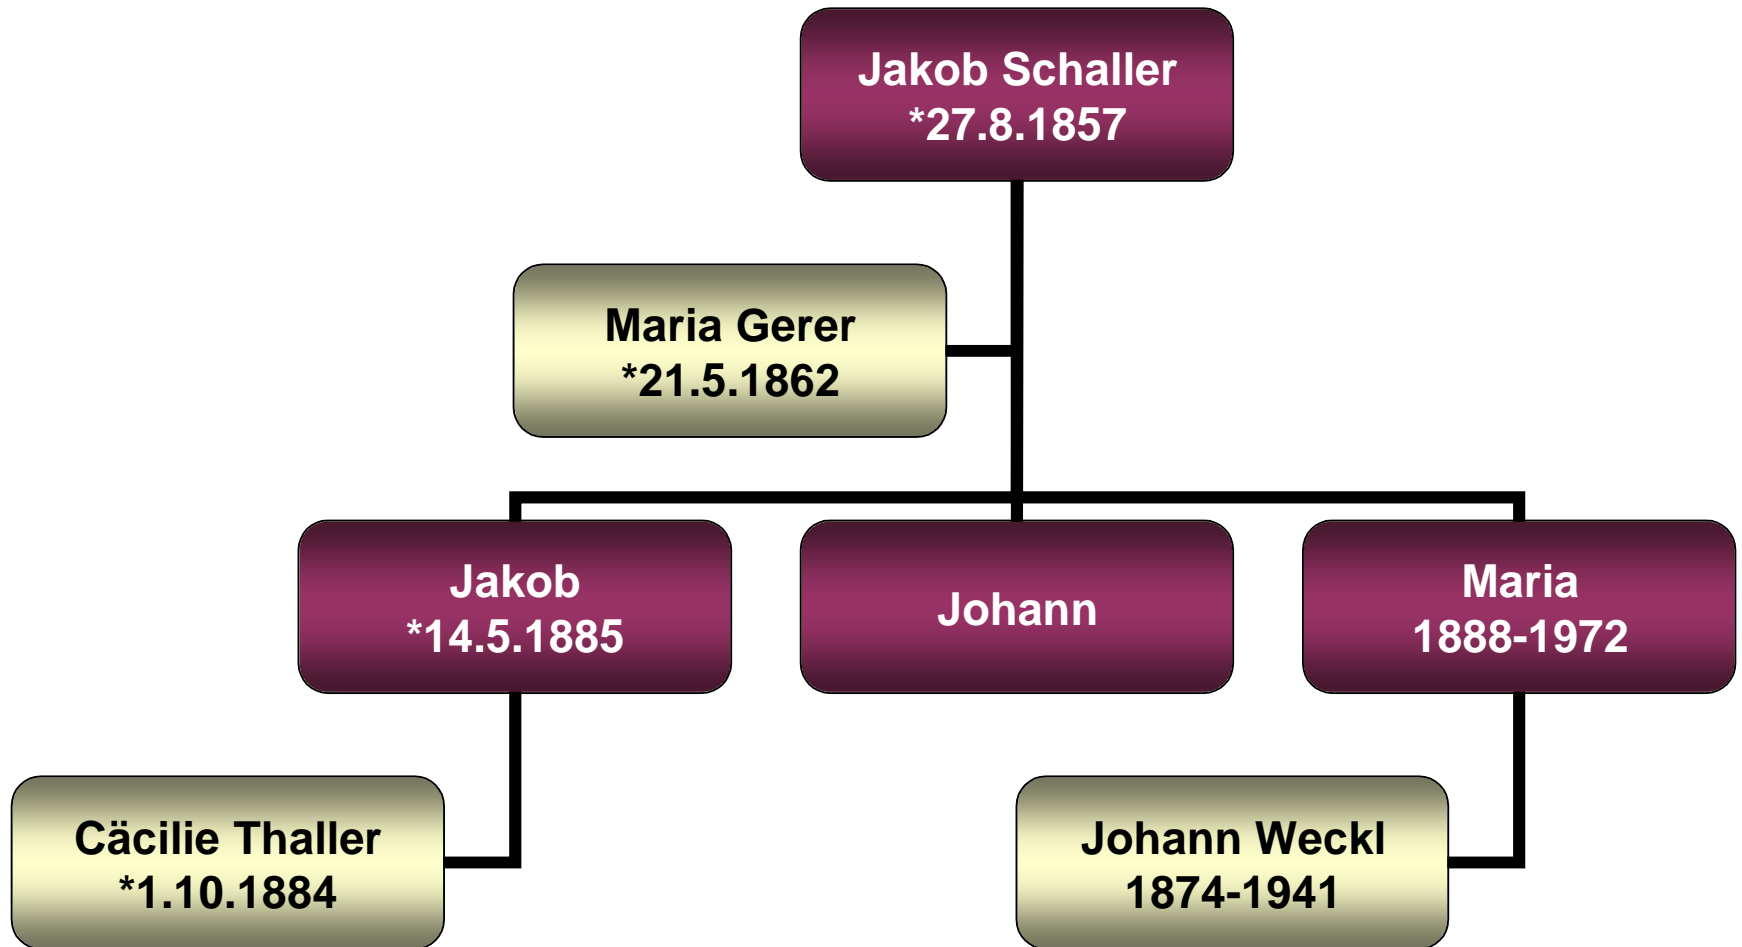 Jakob Schaller
*27.8.1857
Maria Gerer
*21.5.1862
Jakob
*14.5.1885
Johann
Maria
1888-1972
Cäcilie Thaller
*1.10.1884
Johann Weckl
1874-1941